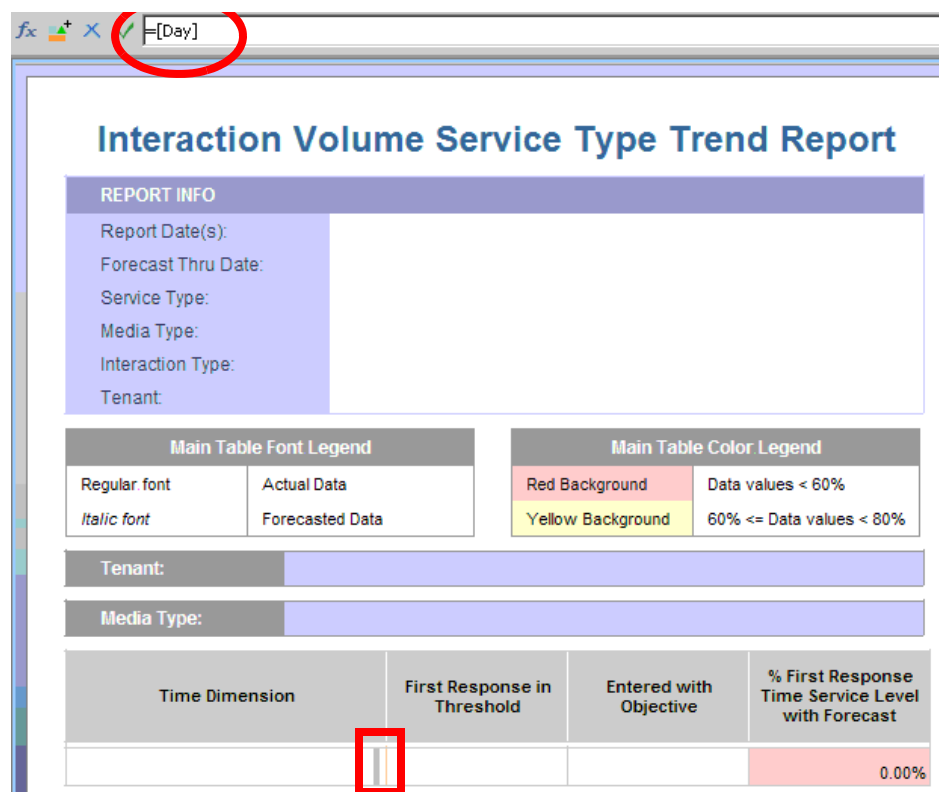 fx =[Day]
Interaction Volume Service Type Trend Report
REPORT INFO
Report Date(s):
Forecast Thru Date:
Service Type:
Media Type:
Interaction Type:
Tenant:
Main Table Font Legend
Regular font Actual Data
Italic font Forecasted Data
Main Table Color Legend
Red Background Data values < 60%
Yellow Background 60% <= Data values < 80%
Tenant:
Media Type:
Time Dimension
First Response in
Threshold
Entered with
Objective
% First Response
Time Service Level
with Forecast
0.00%